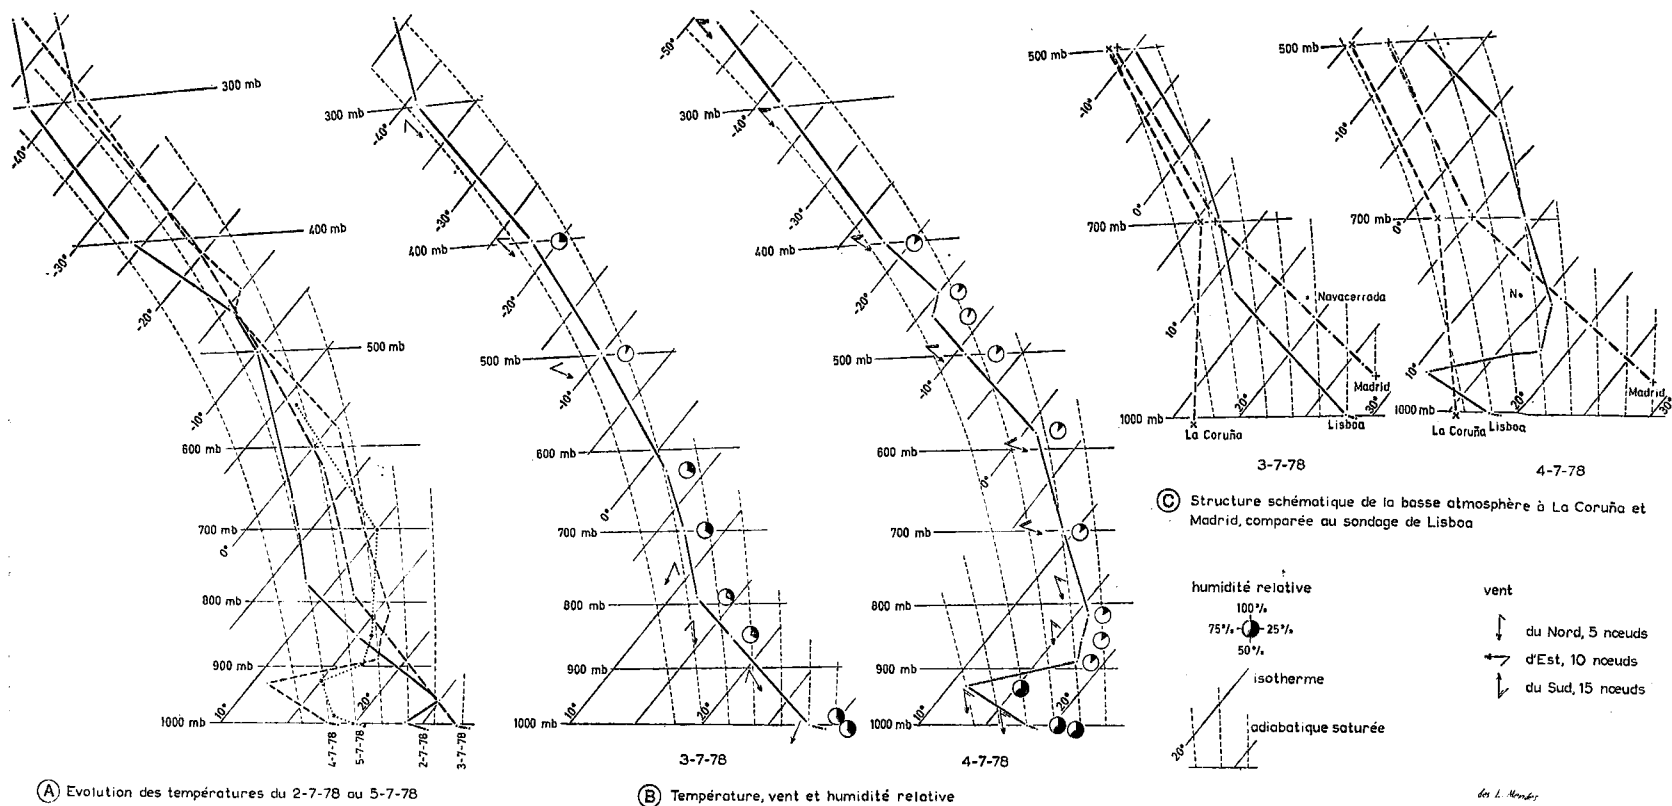 300 mb
400 mb
500 mb
600 mb
700 mb
800 mb
900 mb
1000 mb
-40°
-30°
-20°
-10°
0°
10°
20°
4-7-78
5-7-78
2-7-78
3-7-78
A Evolution des températures du 2-7-78 au 5-7-78
300 mb
400 mb
500 mb
600 mb
700 mb
800 mb
900 mb
1000 mb
-40°
-30°
-20°
-10°
0°
10°
20°
3-7-78
-50°
300 mb
400 mb
500 mb
600 mb
700 mb
800 mb
900 mb
1000 mb
-40°
-30°
-20°
-10°
0°
10°
20°
4-7-78
B Température, vent et humidité relative
500 mb
700 mb
1000 mb
-10°
0°
10°
20°
30°
Navacerrada
Madrid
La Coruña
Lisboa
3-7-78
500 mb
700 mb
1000 mb
-10°
0°
10°
20°
30°
N.
Madrid
La Coruña
Lisboa
4-7-78
C Structure schématique de la basse atmosphère à La Coruña et
Madrid, comparée au sondage de Lisboa
humidité relative
100%
75% 25%
50%
isotherme
20°
adiabatique saturée
vent
du Nord, 5 nœuds
d'Est, 10 nœuds
du Sud, 15 nœuds